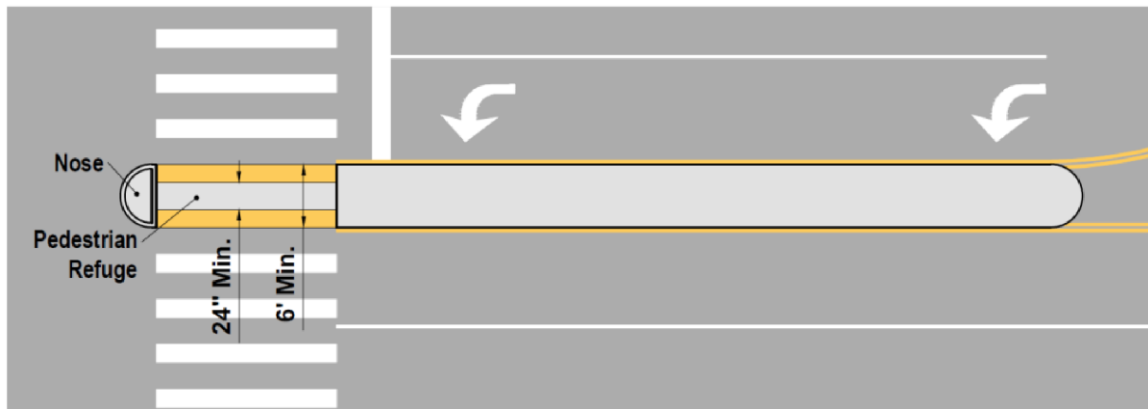 Nose
Pedestrian
Refuge
24" Min.
6' Min.